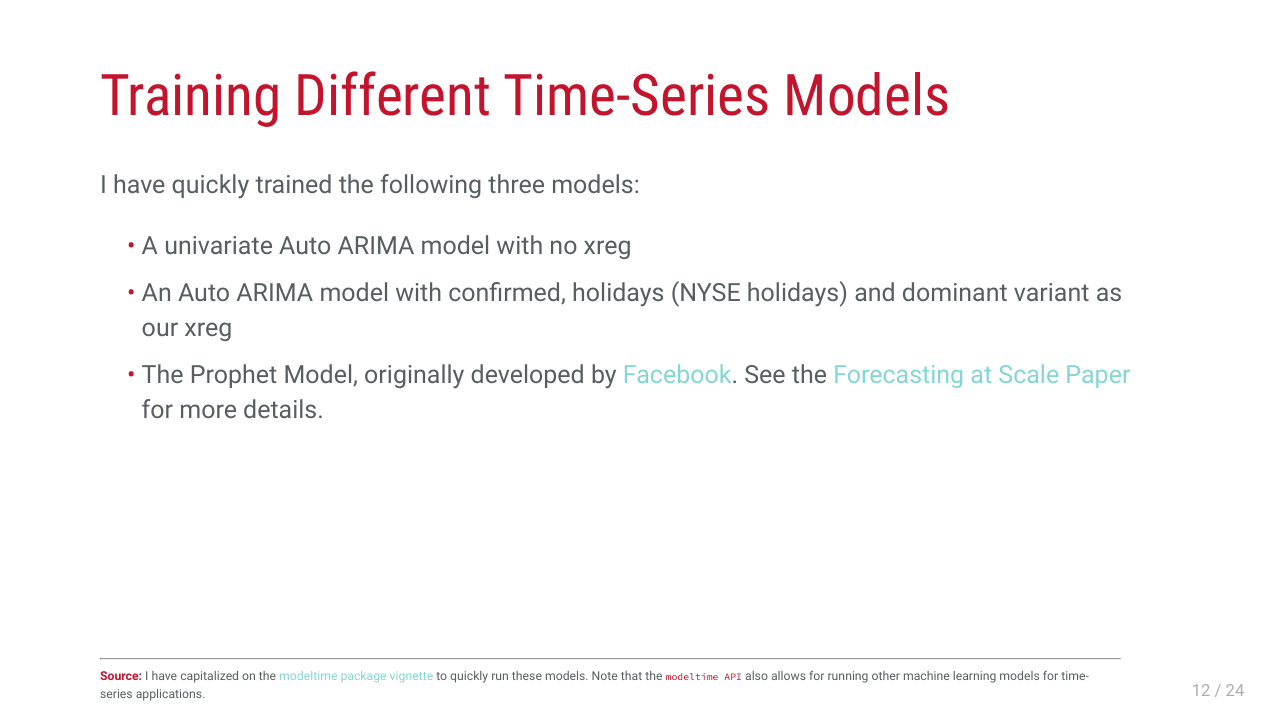 Training Different Time-Series Models
I have quickly trained the following three models:
• A univariate Auto ARIMA model with no xreg
• An Auto ARIMA model with confirmed, holidays (NYSE holidays) and dominant variant as
our xreg
• The Prophet Model, originally developed by Facebook. See the Forecasting at Scale Paper
for more details.
Source: I have capitalized on the modeltime package vignette to quickly run these models. Note that the modeltime API also allows for running other machine learning models for time-
series applications.
12 / 24